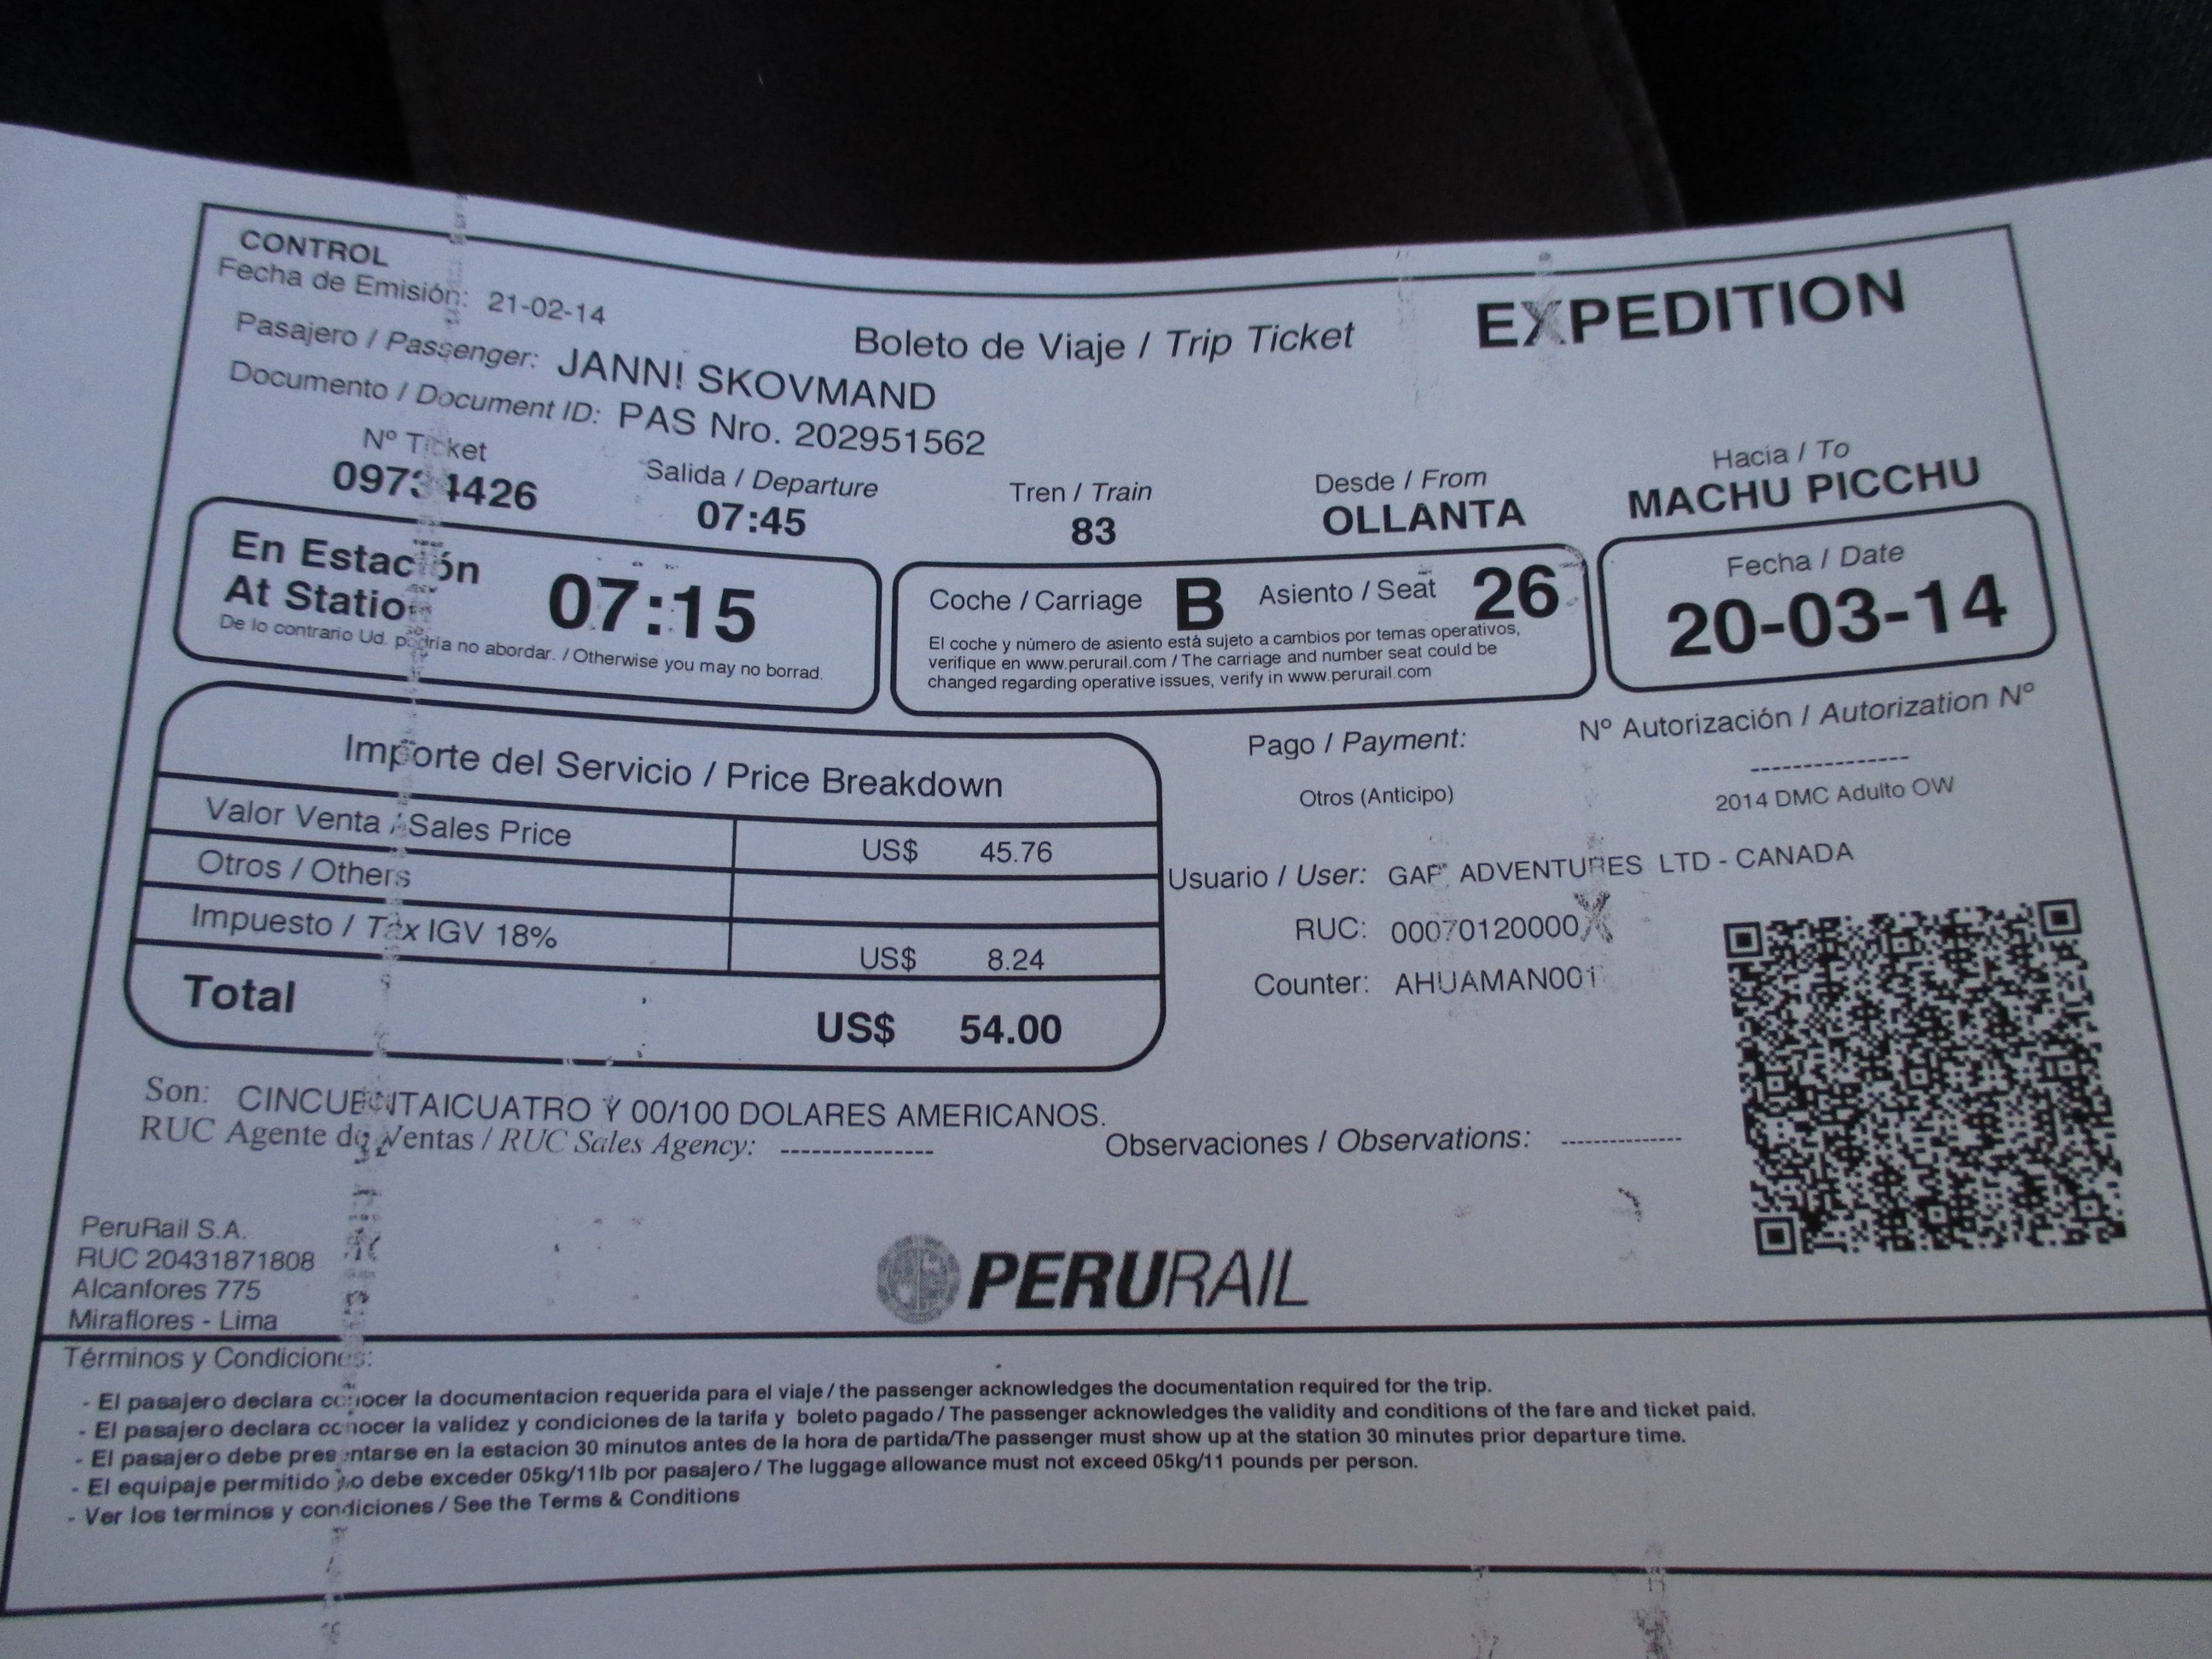 CONTROL
Fecha de Emisión: 21-02-14
Boleto de Viaje / Trip Ticket
EXPEDITION
Pasajero / Passenger: JANNI SKOVMAND
Documento / Document ID: PAS Nro. 202951562
Nº Ticket
Salida / Departure
07:45
Tren / Train
83
Desde / From
OLLANTA
Hacia / To
MACHU PICCHU
En Estación
At Station
07:15
De lo contrario Ud. podria no abordar. / Otherwise you may no borrad.
Coche / Carriage B Asiento / Seat 26
El coche y número de asiento está sujeto a cambios por temas operativos,
verifique en www.perurail.com / The carriage and number seat could be
changed regarding operative issues, verify in www.perurail.com
Fecha / Date
20-03-14
Importe del Servicio / Price Breakdown
Valor Venta / Sales Price US$ 45.76
Otros / Others
Impuesto / Tax IGV 18% US$ 8.24
Total US$ 54.00
Pago / Payment:
Otros (Anticipo)
Nº Autorización / Autorization Nº
---------------
2014 DMC Adulto OW
Usuario / User: GAP ADVENTURES LTD - CANADA
RUC: 00070120000X
Counter: AHUAMAN001
Son: CINCUENTAICUATRO Y 00/100 DOLARES AMERICANOS.
RUC Agente de Ventas / RUC Sales Agency: ---------------
Observaciones / Observations: ---------------
PeruRail S.A.
RUC 20431871808
Alcanfores 775
Miraflores - Lima
PERURAIL
Términos y Condiciones:
- El pasajero declara conocer la documentacion requerida para el viaje / the passenger acknowledges the documentation required for the trip.
- El pasajero declara conocer la validez y condiciones de la tarifa y boleto pagado / The passenger acknowledges the validity and conditions of the fare and ticket paid.
- El pasajero debe presentarse en la estacion 30 minutos antes de la hora de partida/The passenger must show up at the station 30 minutes prior departure time.
- El equipaje permitido no debe exceder 05kg/11lb por pasajero / The luggage allowance must not exceed 05kg/11 pounds per person.
- Ver los terminos y condiciones / See the Terms & Conditions